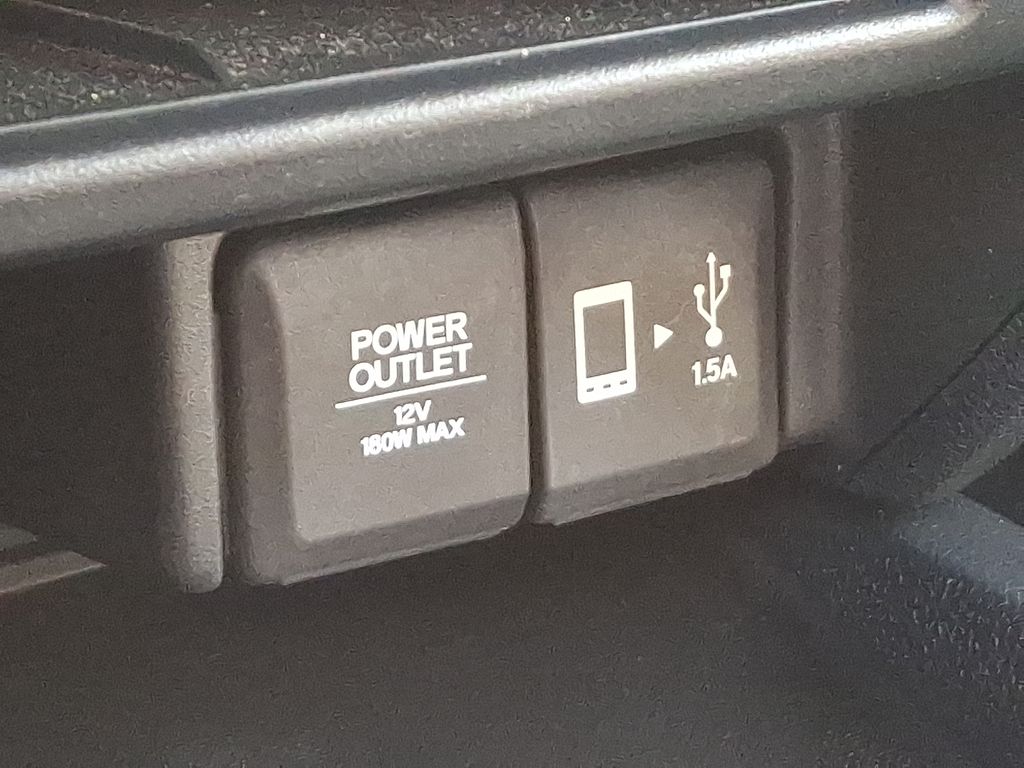 POWER
OUTLET
12V
180W MAX
1.5A